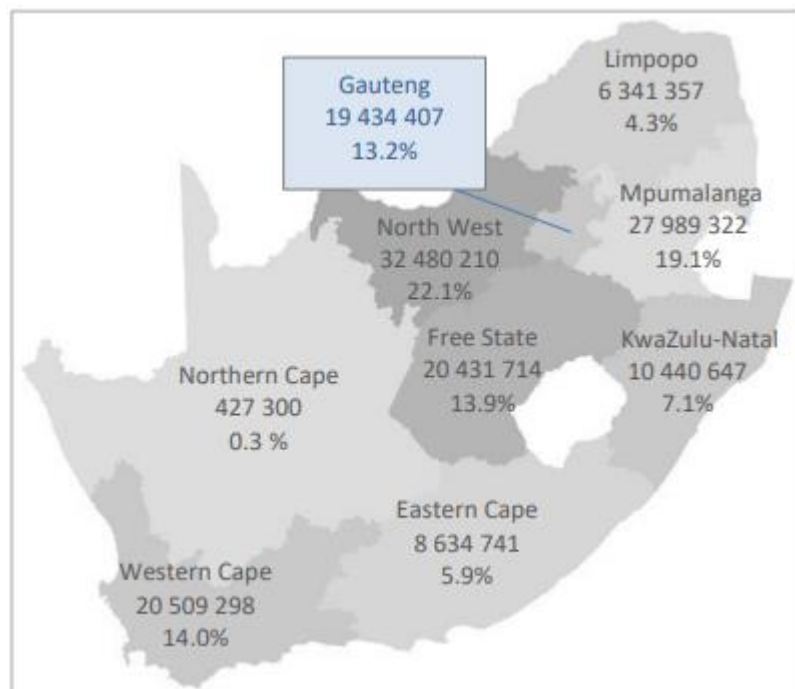 Limpopo
6 341 357
4.3%
Gauteng
19 434 407
13.2%
Mpumalanga
27 989 322
19.1%
North West
32 480 210
22.1%
Free State
20 431 714
13.9%
KwaZulu-Natal
10 440 647
7.1%
Northern Cape
427 300
0.3 %
Eastern Cape
8 634 741
5.9%
Western Cape
20 509 298
14.0%